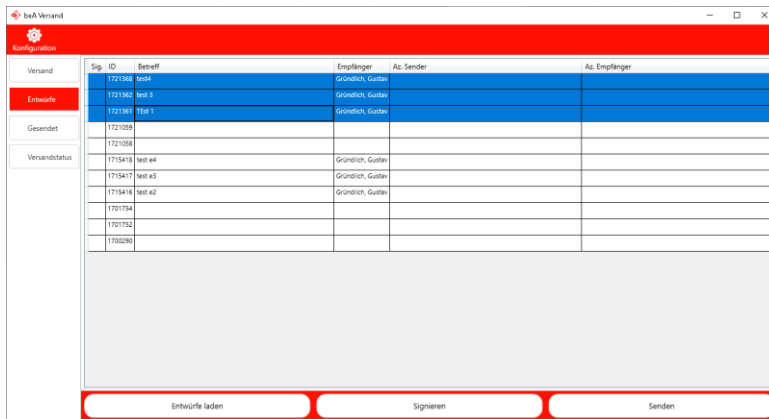 beA Versand
Konfiguration
Versand
Entwürfe
Gesendet
Versandstatus
Sig. ID Betreff Empfänger Az. Sender Az. Empfänger
1721368 test4 Gründlich, Gustav
1721362 test 3 Gründlich, Gustav
1721361 TEst 1 Gründlich, Gustav
1721059
1721058
1715418 test e4 Gründlich, Gustav
1715417 test e3 Gründlich, Gustav
1715416 test e2 Gründlich, Gustav
1701754
1701752
1700290
Entwürfe laden Signieren Senden